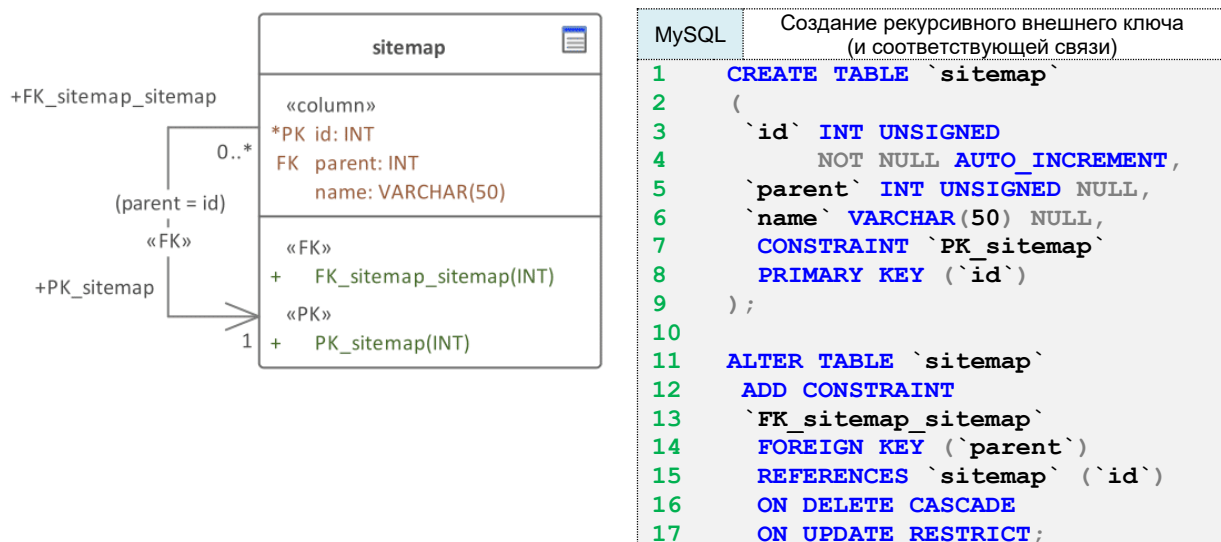 sitemap
+FK_sitemap_sitemap
«column»
*PK id: INT
0..*
FK parent: INT
name: VARCHAR(50)
(parent = id)
«FK»
«FK»
+ FK_sitemap_sitemap(INT)
+PK_sitemap
«PK»
1
+ PK_sitemap(INT)
MySQL
Создание рекурсивного внешнего ключа
(и соответствующей связи)
1 CREATE TABLE `sitemap`
2 (
3 `id` INT UNSIGNED
4 NOT NULL AUTO_INCREMENT,
5 `parent` INT UNSIGNED NULL,
6 `name` VARCHAR(50) NULL,
7 CONSTRAINT `PK_sitemap`
8 PRIMARY KEY (`id`)
9 );
10
11 ALTER TABLE `sitemap`
12 ADD CONSTRAINT
13 `FK_sitemap_sitemap`
14 FOREIGN KEY (`parent`)
15 REFERENCES `sitemap` (`id`)
16 ON DELETE CASCADE
17 ON UPDATE RESTRICT;